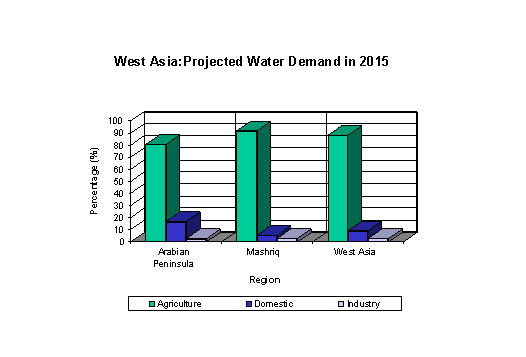 West Asia: Projected Water Demand in 2015
100
90
80
70
60
50
40
30
20
10
0
Percentage (%)
Arabian
Peninsula
Mashriq
West Asia
Region
Agriculture
Domestic
Industry